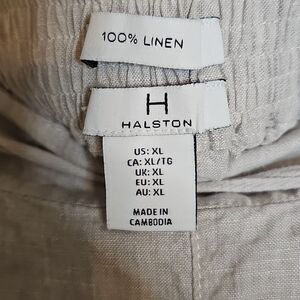 100% LINEN
H
HALSTON
US: XL
CA: XL/TG
UK: XL
EU: XL
AU: XL
MADE IN
CAMBODIA